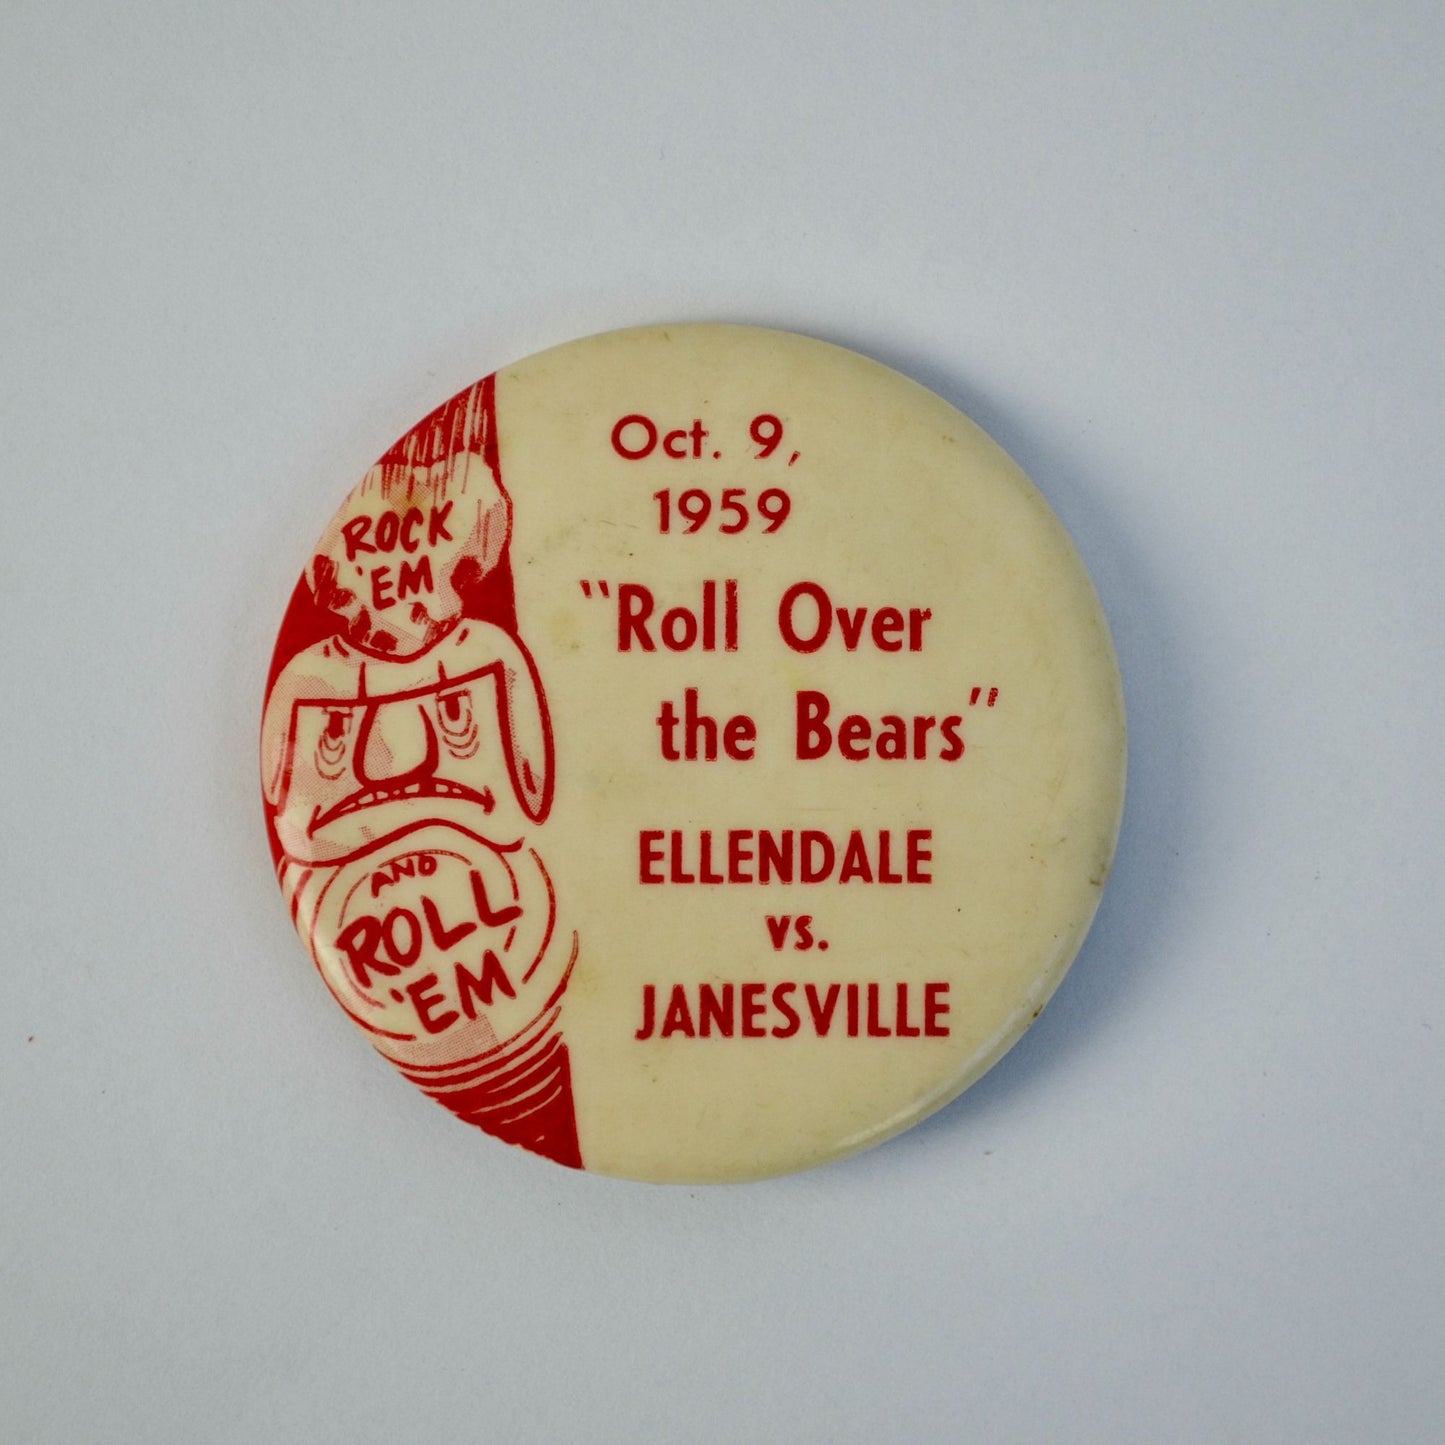 ROCK
'EM
AND
ROLL
'EM
Oct. 9,
1959
"Roll Over
the Bears"
ELLENDALE
vs.
JANESVILLE